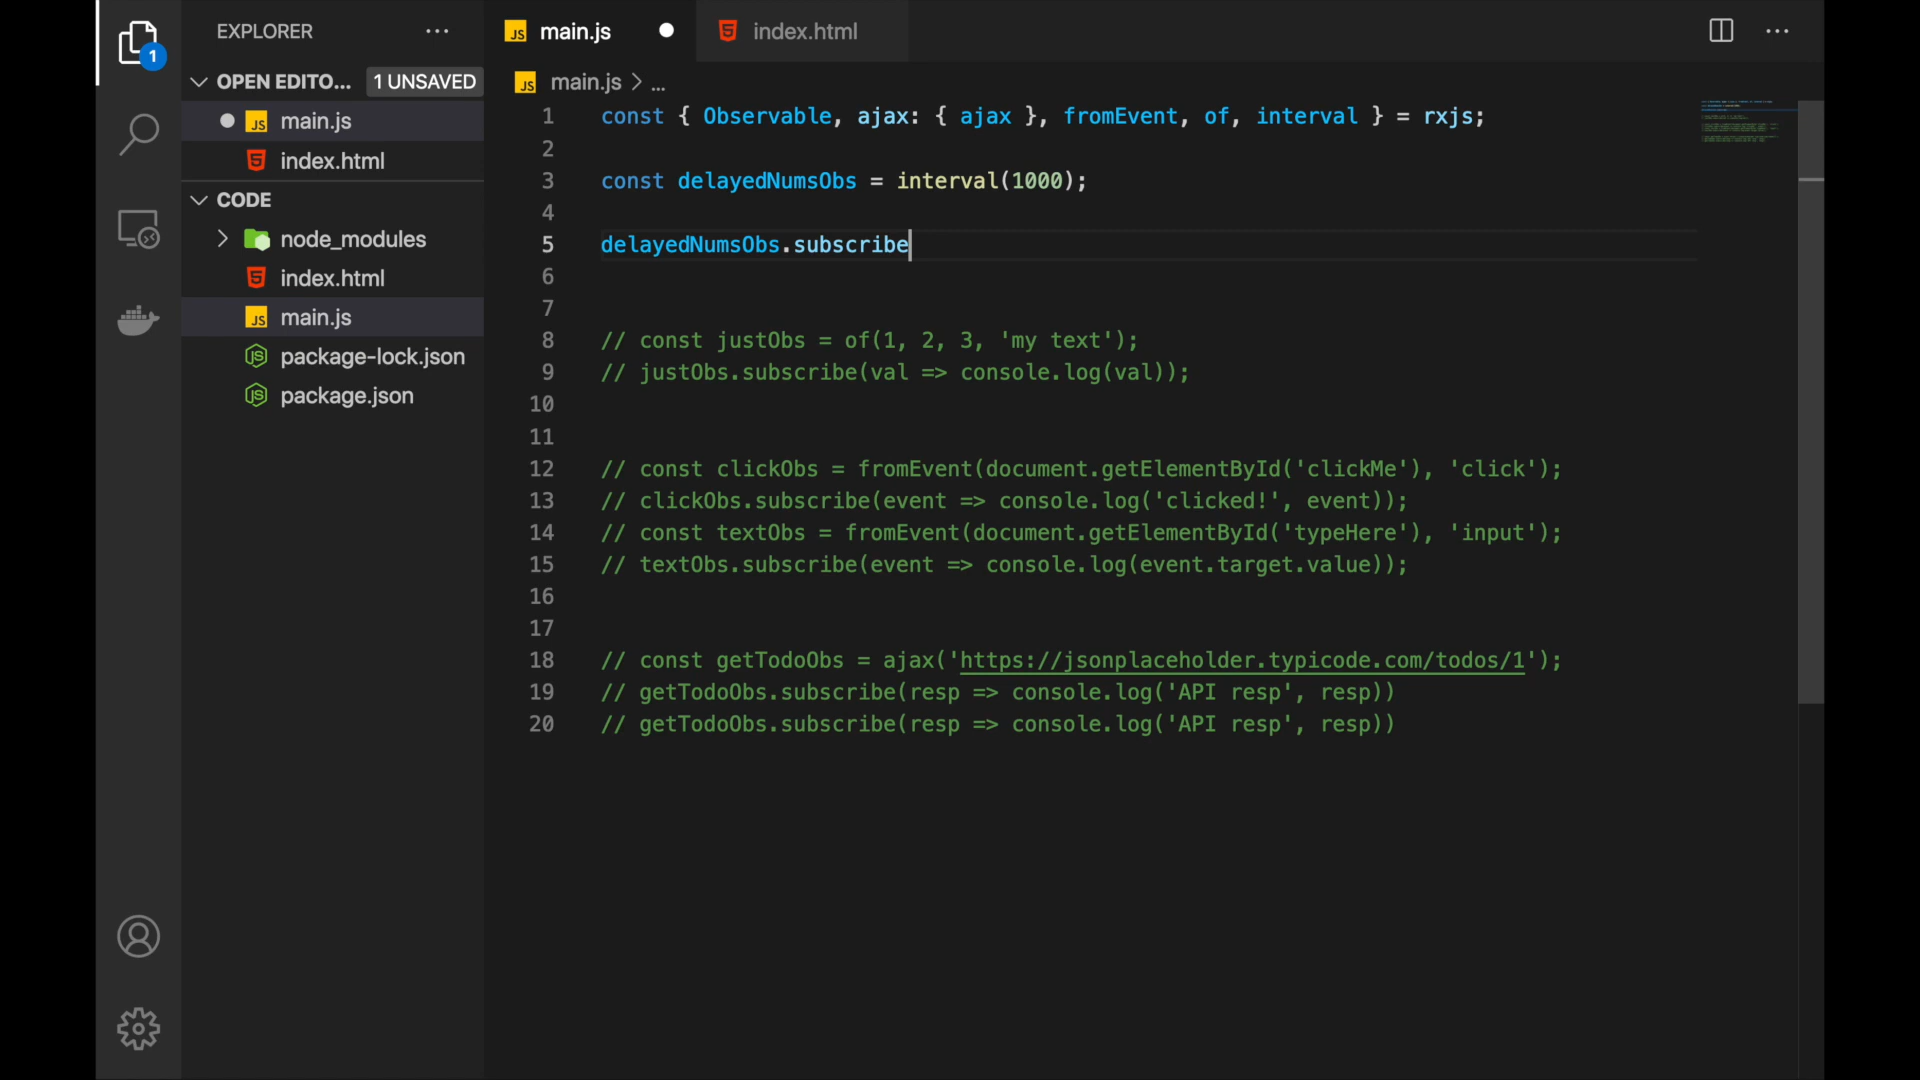 EXPLORER
1
OPEN EDITO... 1 UNSAVED
JS main.js
index.html
CODE
node_modules
index.html
JS main.js
package-lock.json
package.json
JS main.js
index.html
JS main.js > ...
1 const { Observable, ajax: { ajax }, fromEvent, of, interval } = rxjs;
2
3 const delayedNumsObs = interval(1000);
4
5 delayedNumsObs.subscribe
6
7
8 // const justObs = of(1, 2, 3, 'my text');
9 // justObs.subscribe(val => console.log(val));
10
11
12 // const clickObs = fromEvent(document.getElementById('clickMe'), 'click');
13 // clickObs.subscribe(event => console.log('clicked!', event));
14 // const textObs = fromEvent(document.getElementById('typeHere'), 'input');
15 // textObs.subscribe(event => console.log(event.target.value));
16
17
18 // const getTodoObs = ajax('https://jsonplaceholder.typicode.com/todos/1');
19 // getTodoObs.subscribe(resp => console.log('API resp', resp))
20 // getTodoObs.subscribe(resp => console.log('API resp', resp))